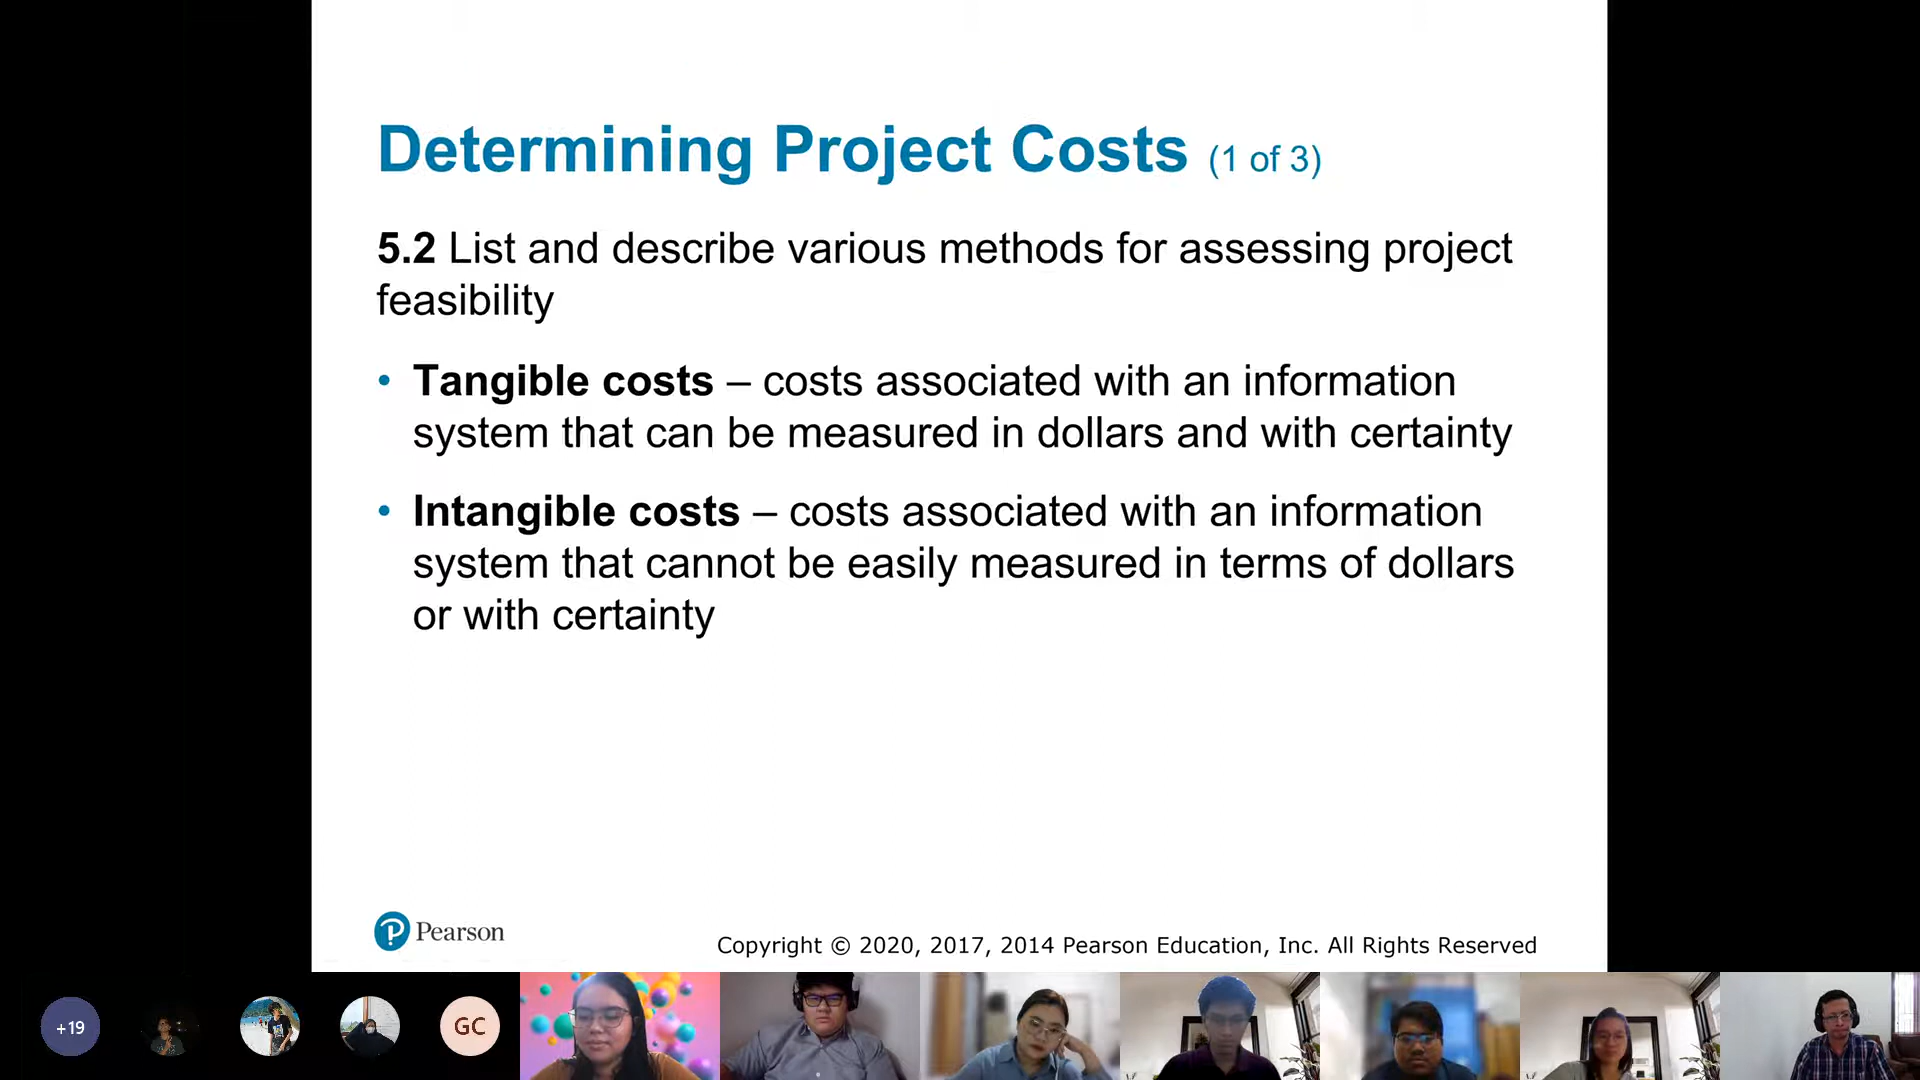 Determining Project Costs (1 of 3)
5.2 List and describe various methods for assessing project
feasibility
• Tangible costs – costs associated with an information
system that can be measured in dollars and with certainty
• Intangible costs – costs associated with an information
system that cannot be easily measured in terms of dollars
or with certainty
Pearson
Copyright © 2020, 2017, 2014 Pearson Education, Inc. All Rights Reserved
+19
GC